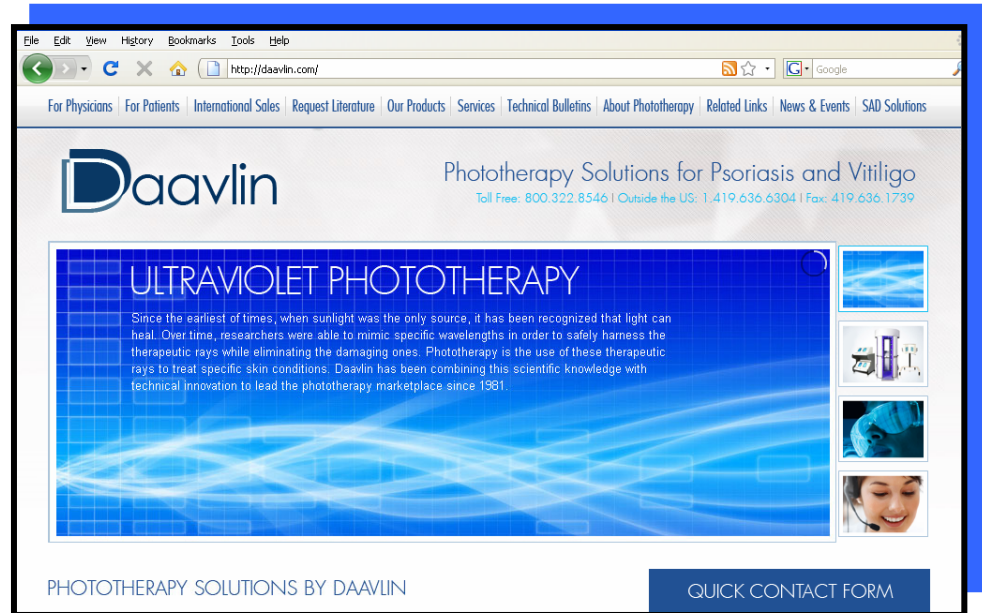 File Edit View History Bookmarks Tools Help
http://daavlin.com/ G Google
For Physicians For Patients International Sales Request Literature Our Products Services Technical Bulletins About Phototherapy Related Links News & Events SAD Solutions
Daavlin
Phototherapy Solutions for Psoriasis and Vitiligo
Toll Free: 800.322.8546 | Outside the US: 1.419.636.6304 | Fax: 419.636.1739
ULTRAVIOLET PHOTOTHERAPY
Since the earliest of times, when sunlight was the only source, it has been recognized that light can
heal. Over time, researchers were able to mimic specific wavelengths in order to safely harness the
therapeutic rays while eliminating the damaging ones. Phototherapy is the use of these therapeutic
rays to treat specific skin conditions. Daavlin has been combining this scientific knowledge with
technical innovation to lead the phototherapy marketplace since 1981.
PHOTOTHERAPY SOLUTIONS BY DAAVLIN
QUICK CONTACT FORM